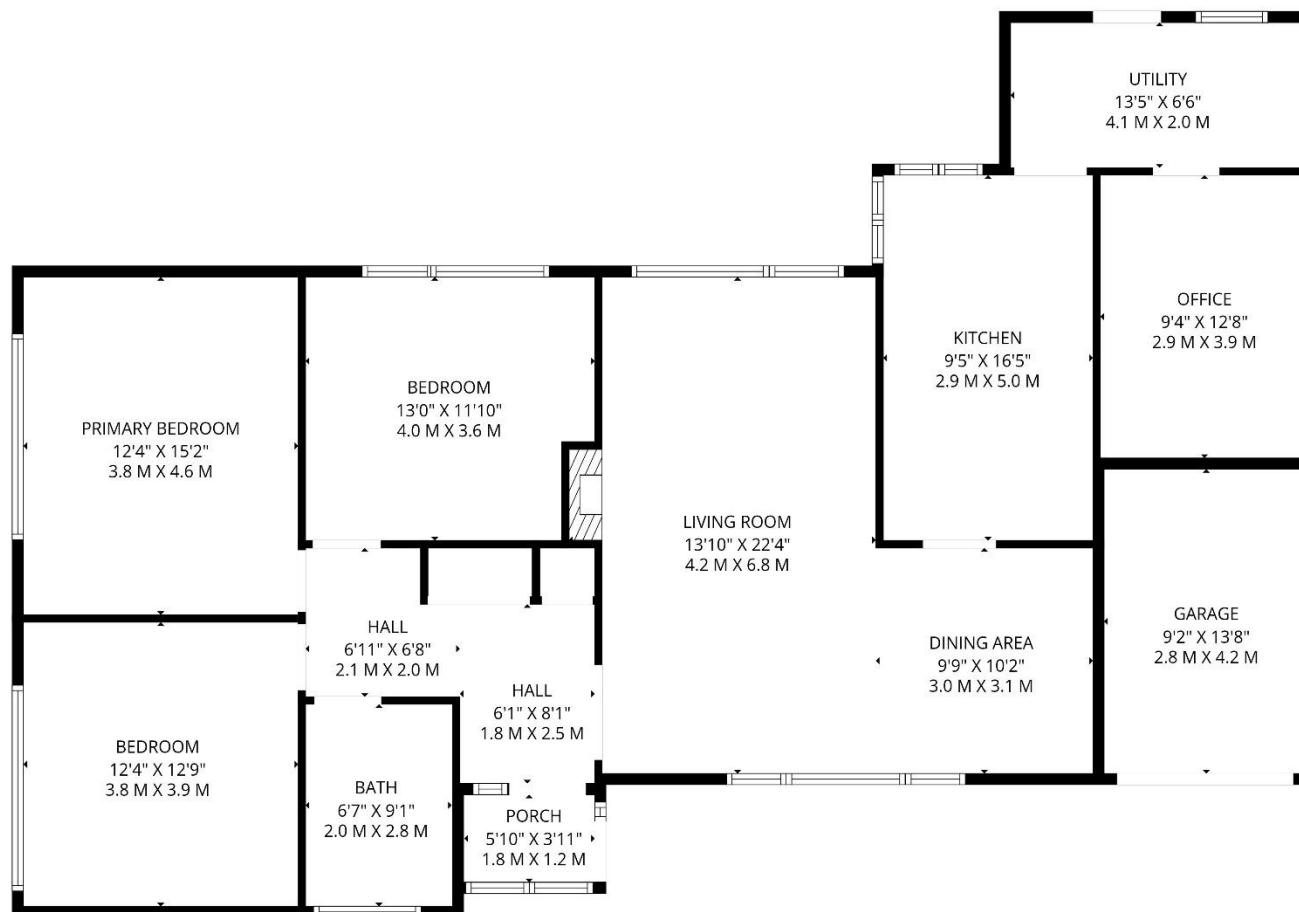 UTILITY
13'5" X 6'6"
4.1 M X 2.0 M
OFFICE
9'4" X 12'8"
2.9 M X 3.9 M
KITCHEN
9'5" X 16'5"
2.9 M X 5.0 M
BEDROOM
13'0" X 11'10"
4.0 M X 3.6 M
PRIMARY BEDROOM
12'4" X 15'2"
3.8 M X 4.6 M
LIVING ROOM
13'10" X 22'4"
4.2 M X 6.8 M
GARAGE
9'2" X 13'8"
2.8 M X 4.2 M
HALL
6'11" X 6'8"
2.1 M X 2.0 M
DINING AREA
9'9" X 10'2"
3.0 M X 3.1 M
HALL
6'1" X 8'1"
1.8 M X 2.5 M
BEDROOM
12'4" X 12'9"
3.8 M X 3.9 M
BATH
6'7" X 9'1"
2.0 M X 2.8 M
PORCH
5'10" X 3'11"
1.8 M X 1.2 M